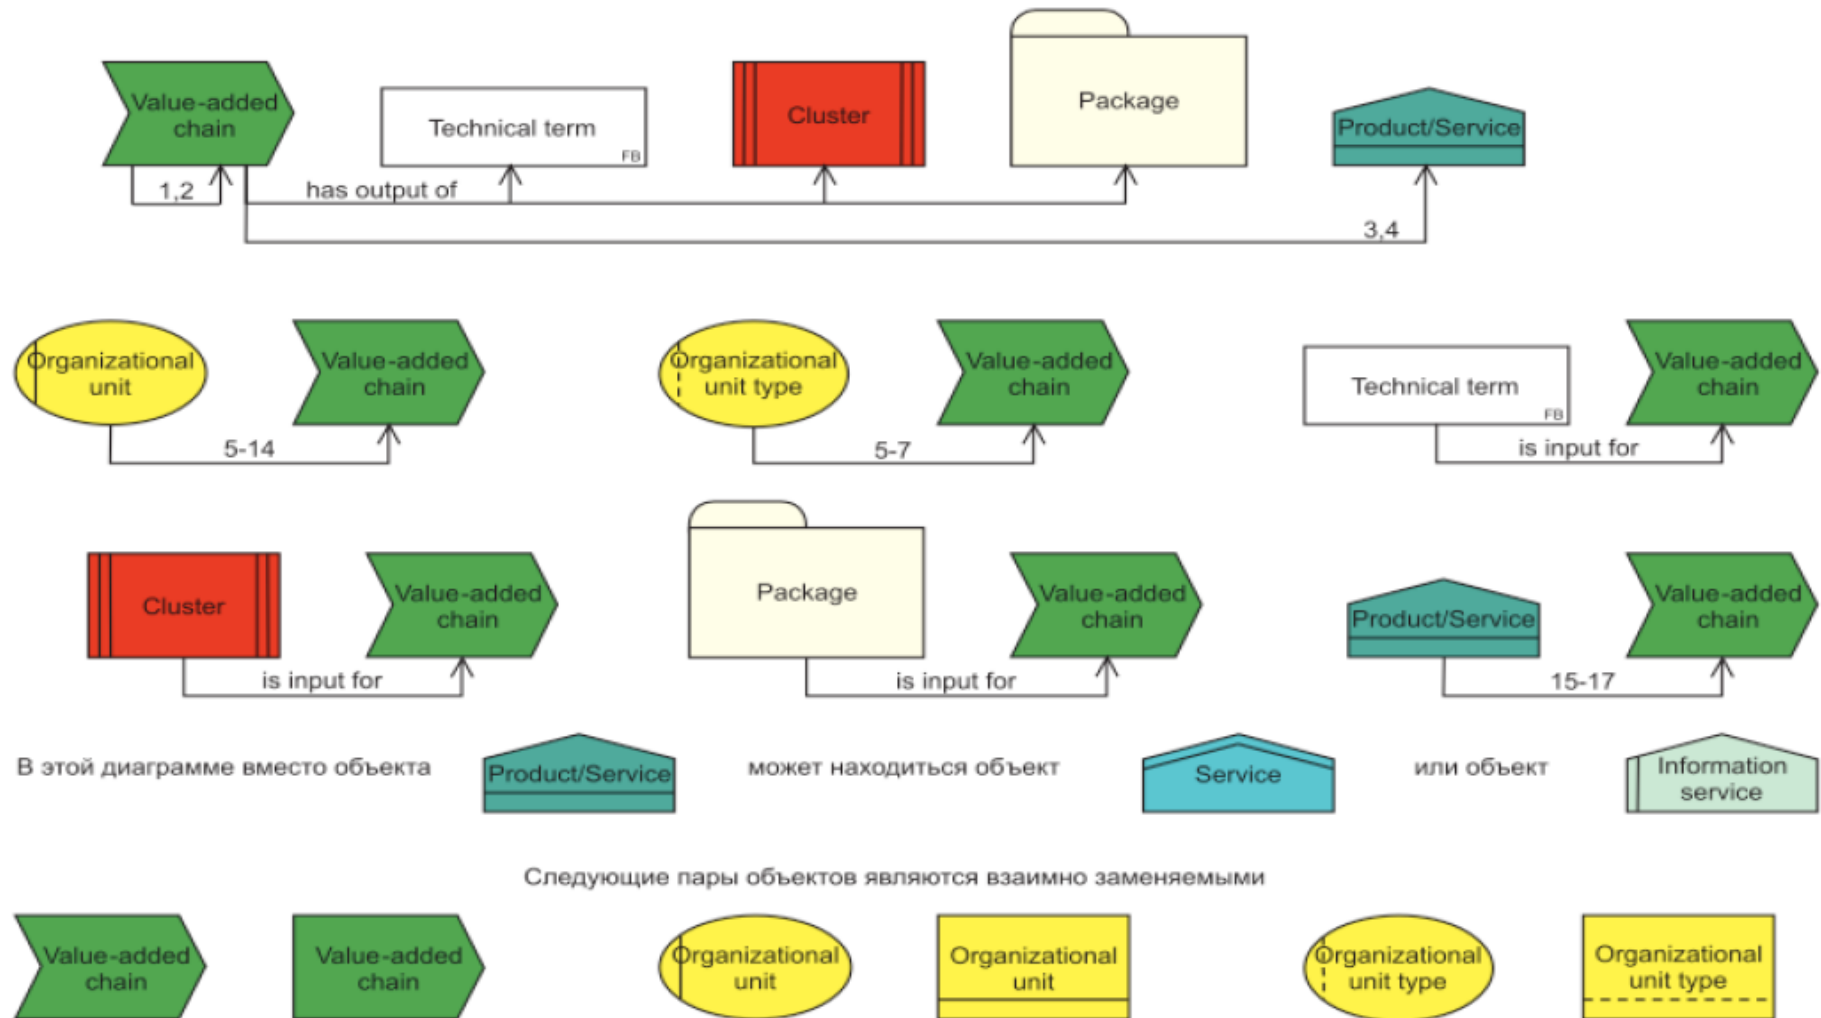 Value-added
chain
Technical term
FB
Cluster
Package
Product/Service
1,2
has output of
3,4
Organizational
unit
Value-added
chain
5-14
Organizational
unit type
Value-added
chain
5-7
Technical term
FB
Value-added
chain
is input for
Cluster
Value-added
chain
is input for
Package
Value-added
chain
is input for
Product/Service
Value-added
chain
15-17
В этой диаграмме вместо объекта
Product/Service
может находиться объект
Service
или объект
Information
service
Следующие пары объектов являются взаимно заменяемыми
Value-added
chain
Value-added
chain
Organizational
unit
Organizational
unit
Organizational
unit type
Organizational
unit type